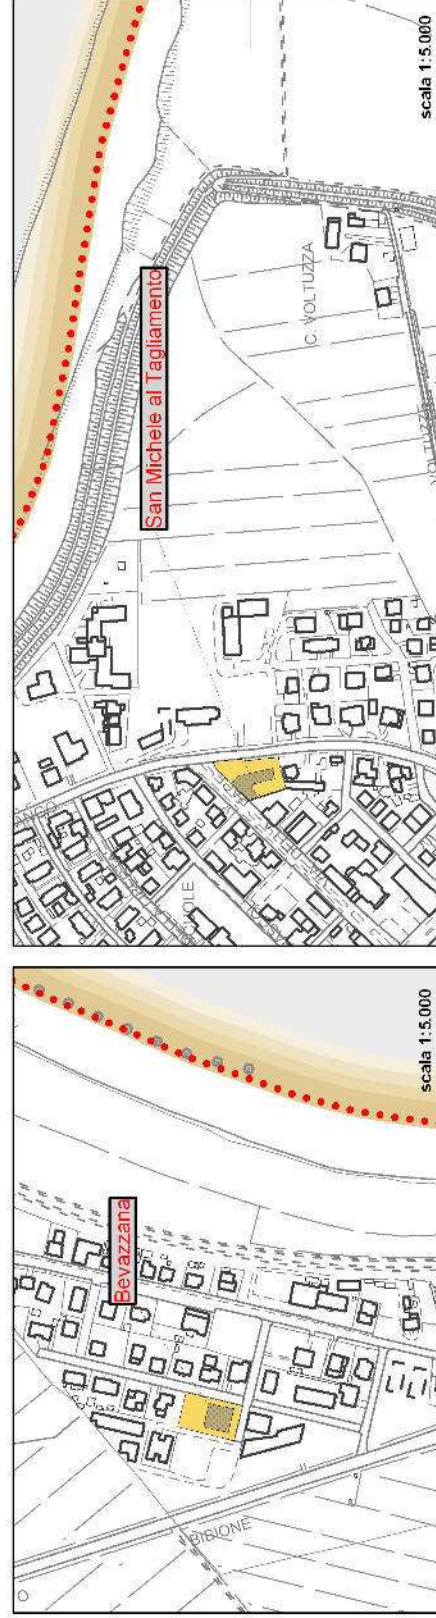 Bevazzana
BIBIONE
scala 1:5.000
San Michele al Tagliamento
C. VOLTUZZA
scala 1:5.000